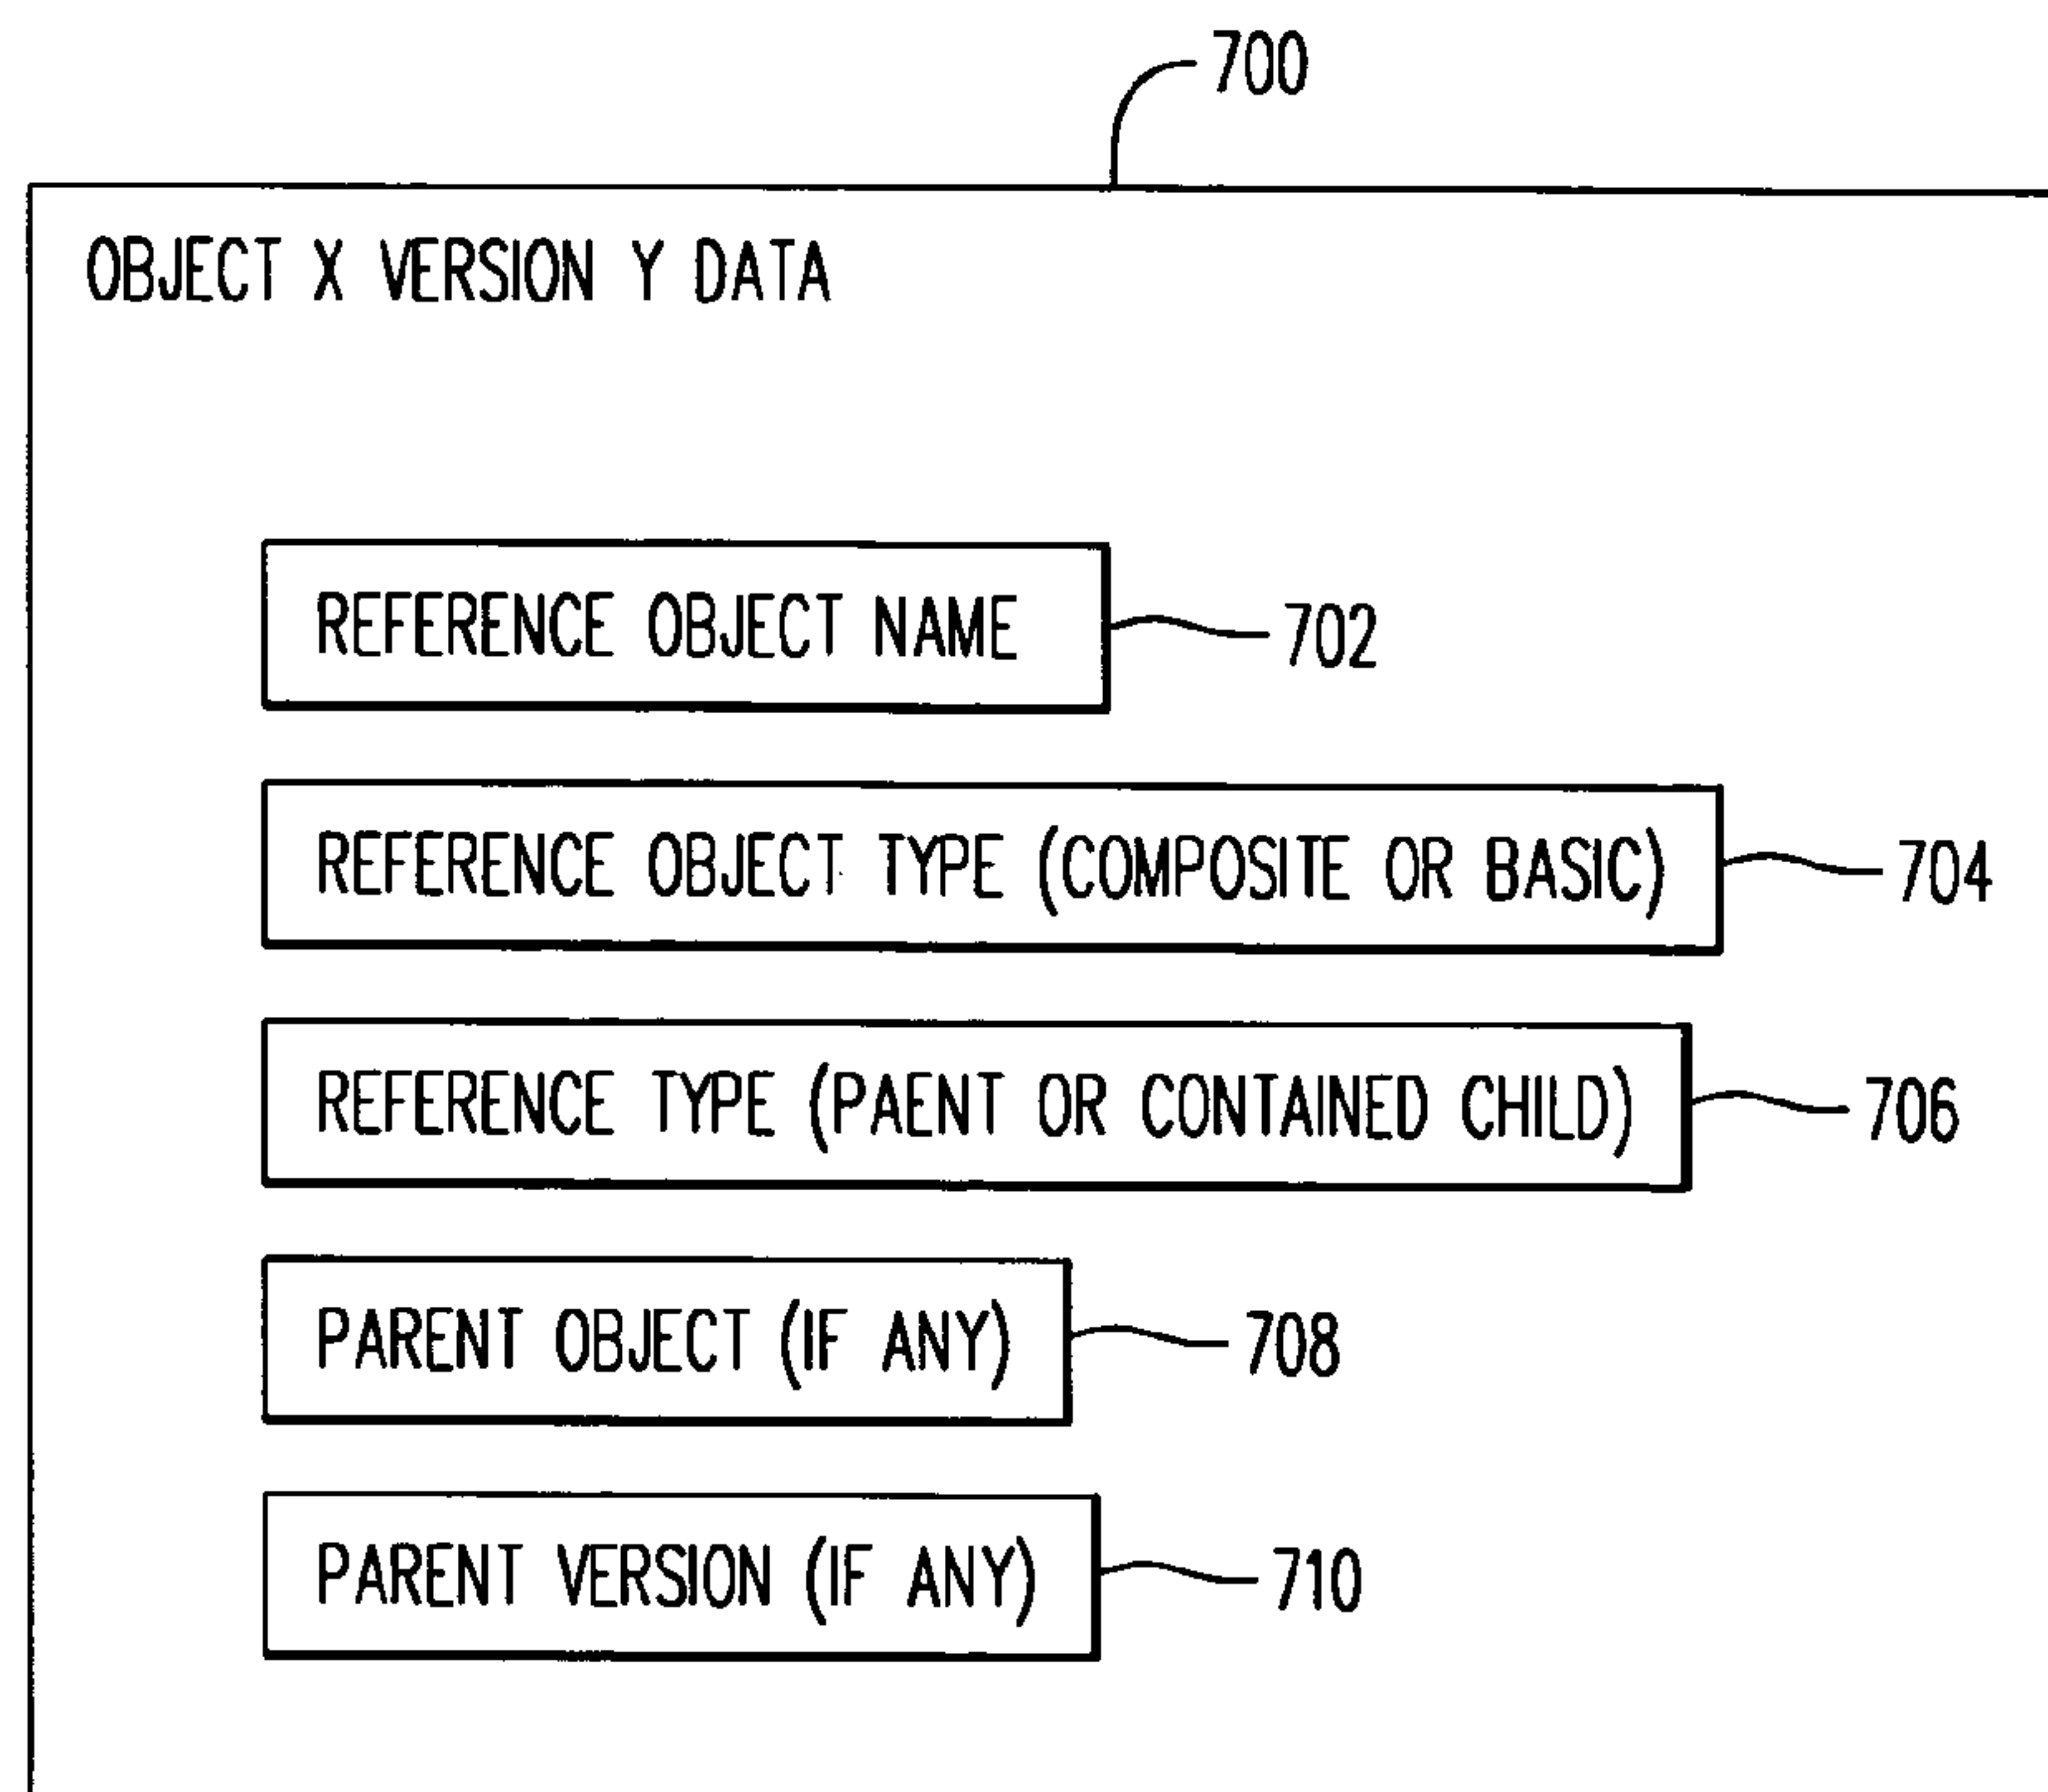 700
OBJECT X VERSION Y DATA
REFERENCE OBJECT NAME 702
REFERENCE OBJECT TYPE (COMPOSITE OR BASIC) 704
REFERENCE TYPE (PAENT OR CONTAINED CHILD) 706
PARENT OBJECT (IF ANY) 708
PARENT VERSION (IF ANY) 710